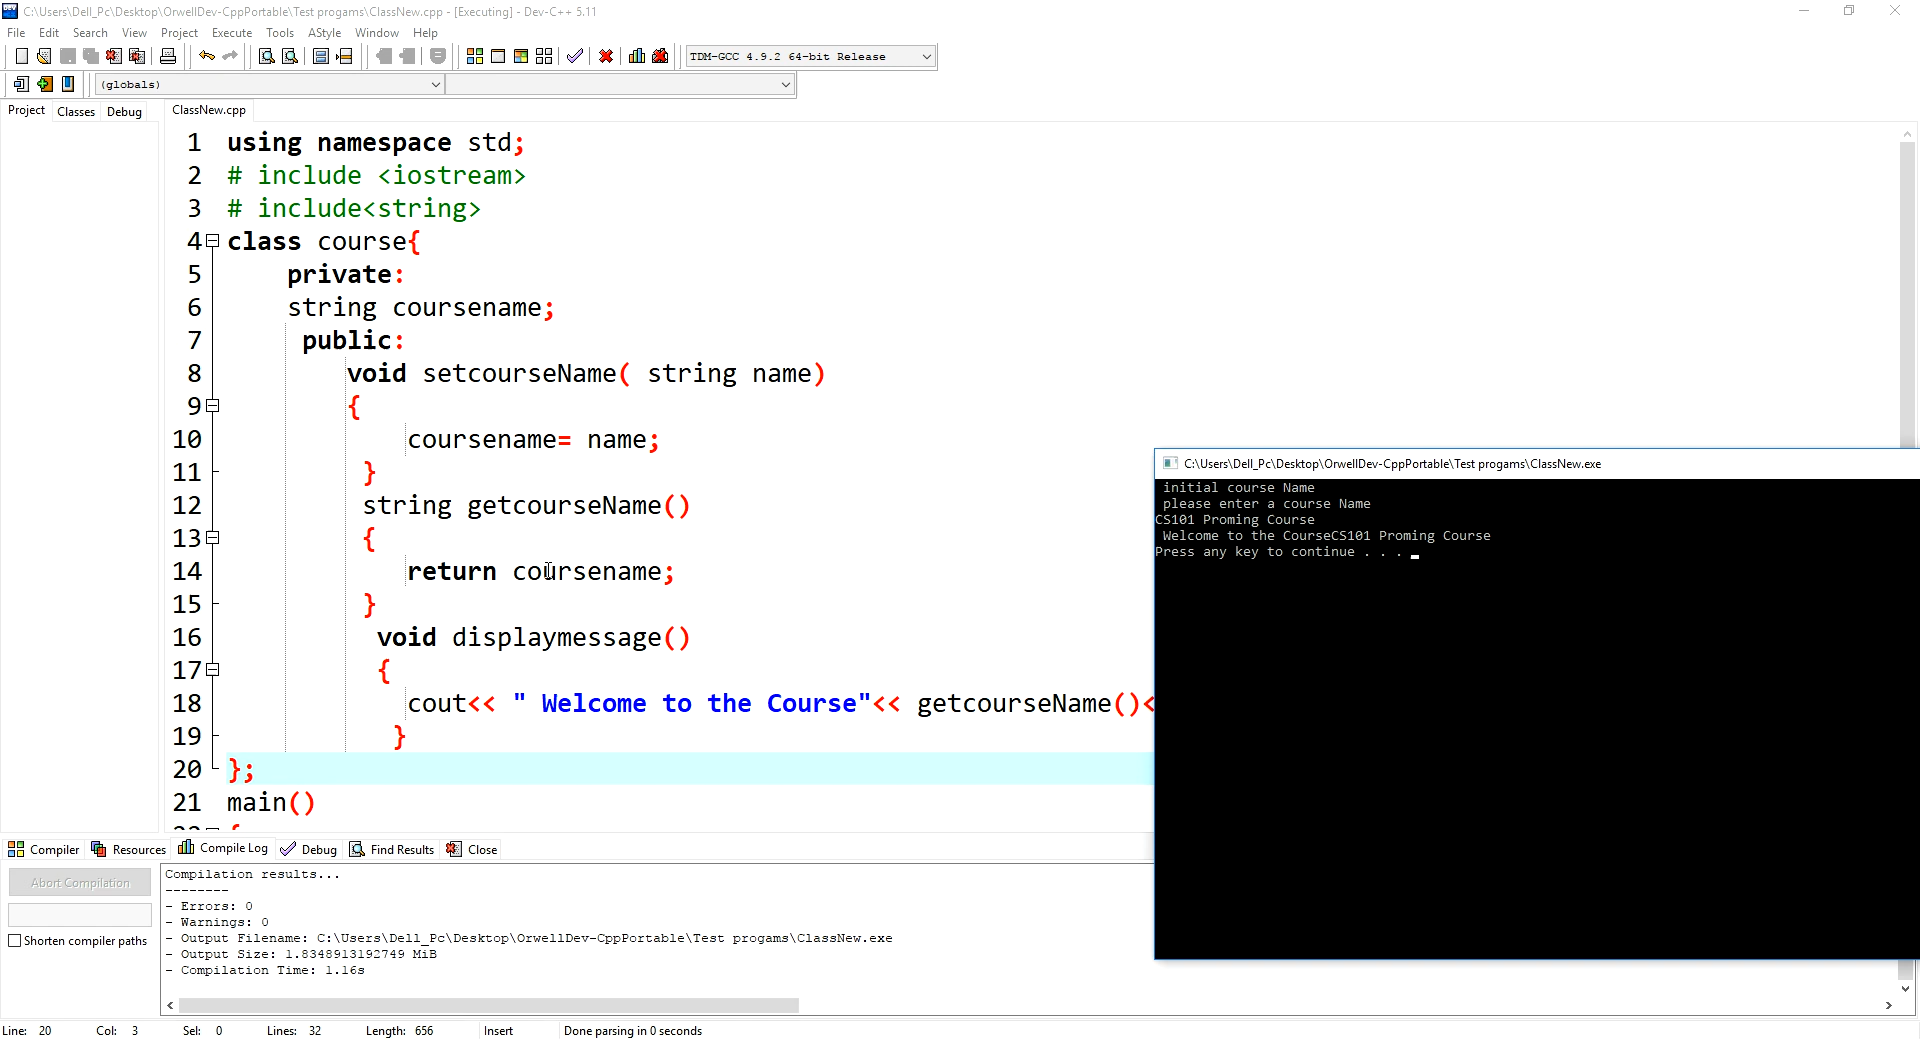 C:\Users\Dell_Pc\Desktop\OrwellDev-CppPortable\Test progams\ClassNew.cpp - [Executing] - Dev-C++ 5.11
File Edit Search View Project Execute Tools AStyle Window Help
TDM-GCC 4.9.2 64-bit Release
(globals)
Project Classes Debug ClassNew.cpp
1 using namespace std;
2 # include <iostream>
3 # include<string>
4 class course{
5 private:
6 string coursename;
7 public:
8 void setcourseName( string name)
9 {
10 coursename= name;
11 }
12 string getcourseName()
13 {
14 return coursename;
15 }
16 void displaymessage()
17 {
18 cout<< " Welcome to the Course"<< getcourseName()<
19 }
20 };
21 main()
C:\Users\Dell_Pc\Desktop\OrwellDev-CppPortable\Test progams\ClassNew.exe
initial course Name
please enter a course Name
CS101 Proming Course
Welcome to the CourseCS101 Proming Course
Press any key to continue . . .
Compiler Resources Compile Log Debug Find Results Close
Abort Compilation
Shorten compiler paths
Compilation results...
--------
- Errors: 0
- Warnings: 0
- Output Filename: C:\Users\Dell_Pc\Desktop\OrwellDev-CppPortable\Test progams\ClassNew.exe
- Output Size: 1.8348913192749 MiB
- Compilation Time: 1.16s
Line: 20 Col: 3 Sel: 0 Lines: 32 Length: 656 Insert Done parsing in 0 seconds